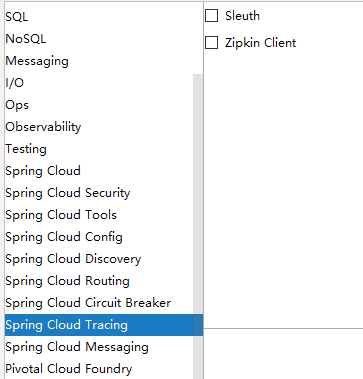 SQL
NoSQL
Messaging
I/O
Ops
Observability
Testing
Spring Cloud
Spring Cloud Security
Spring Cloud Tools
Spring Cloud Config
Spring Cloud Discovery
Spring Cloud Routing
Spring Cloud Circuit Breaker
Spring Cloud Tracing
Spring Cloud Messaging
Pivotal Cloud Foundry
Sleuth
Zipkin Client